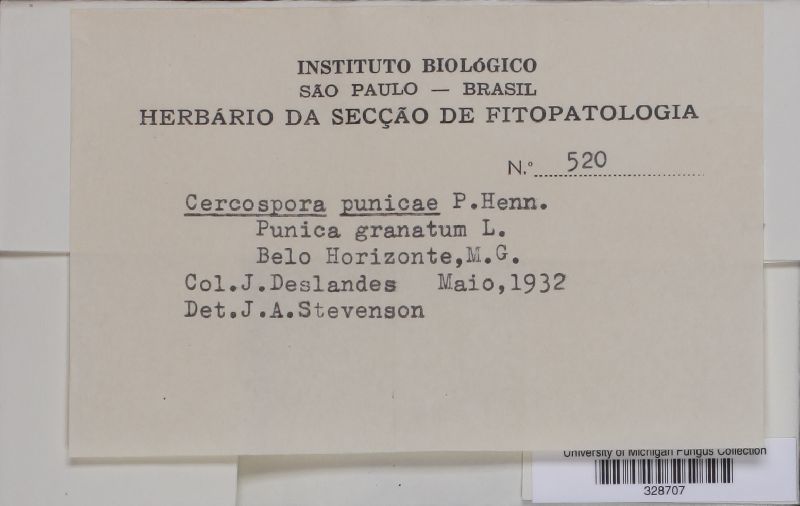 INSTITUTO BIOLóGICO
SÃO PAULO — BRASIL
HERBÁRIO DA SECÇÃO DE FITOPATOLOGIA
N.º 520
Cercospora punicae P.Henn.
Punica granatum L.
Belo Horizonte,M.G.
Col.J.Deslandes Maio,1932
Det.J.A.Stevenson
University of Michigan Fungus Collection
328707